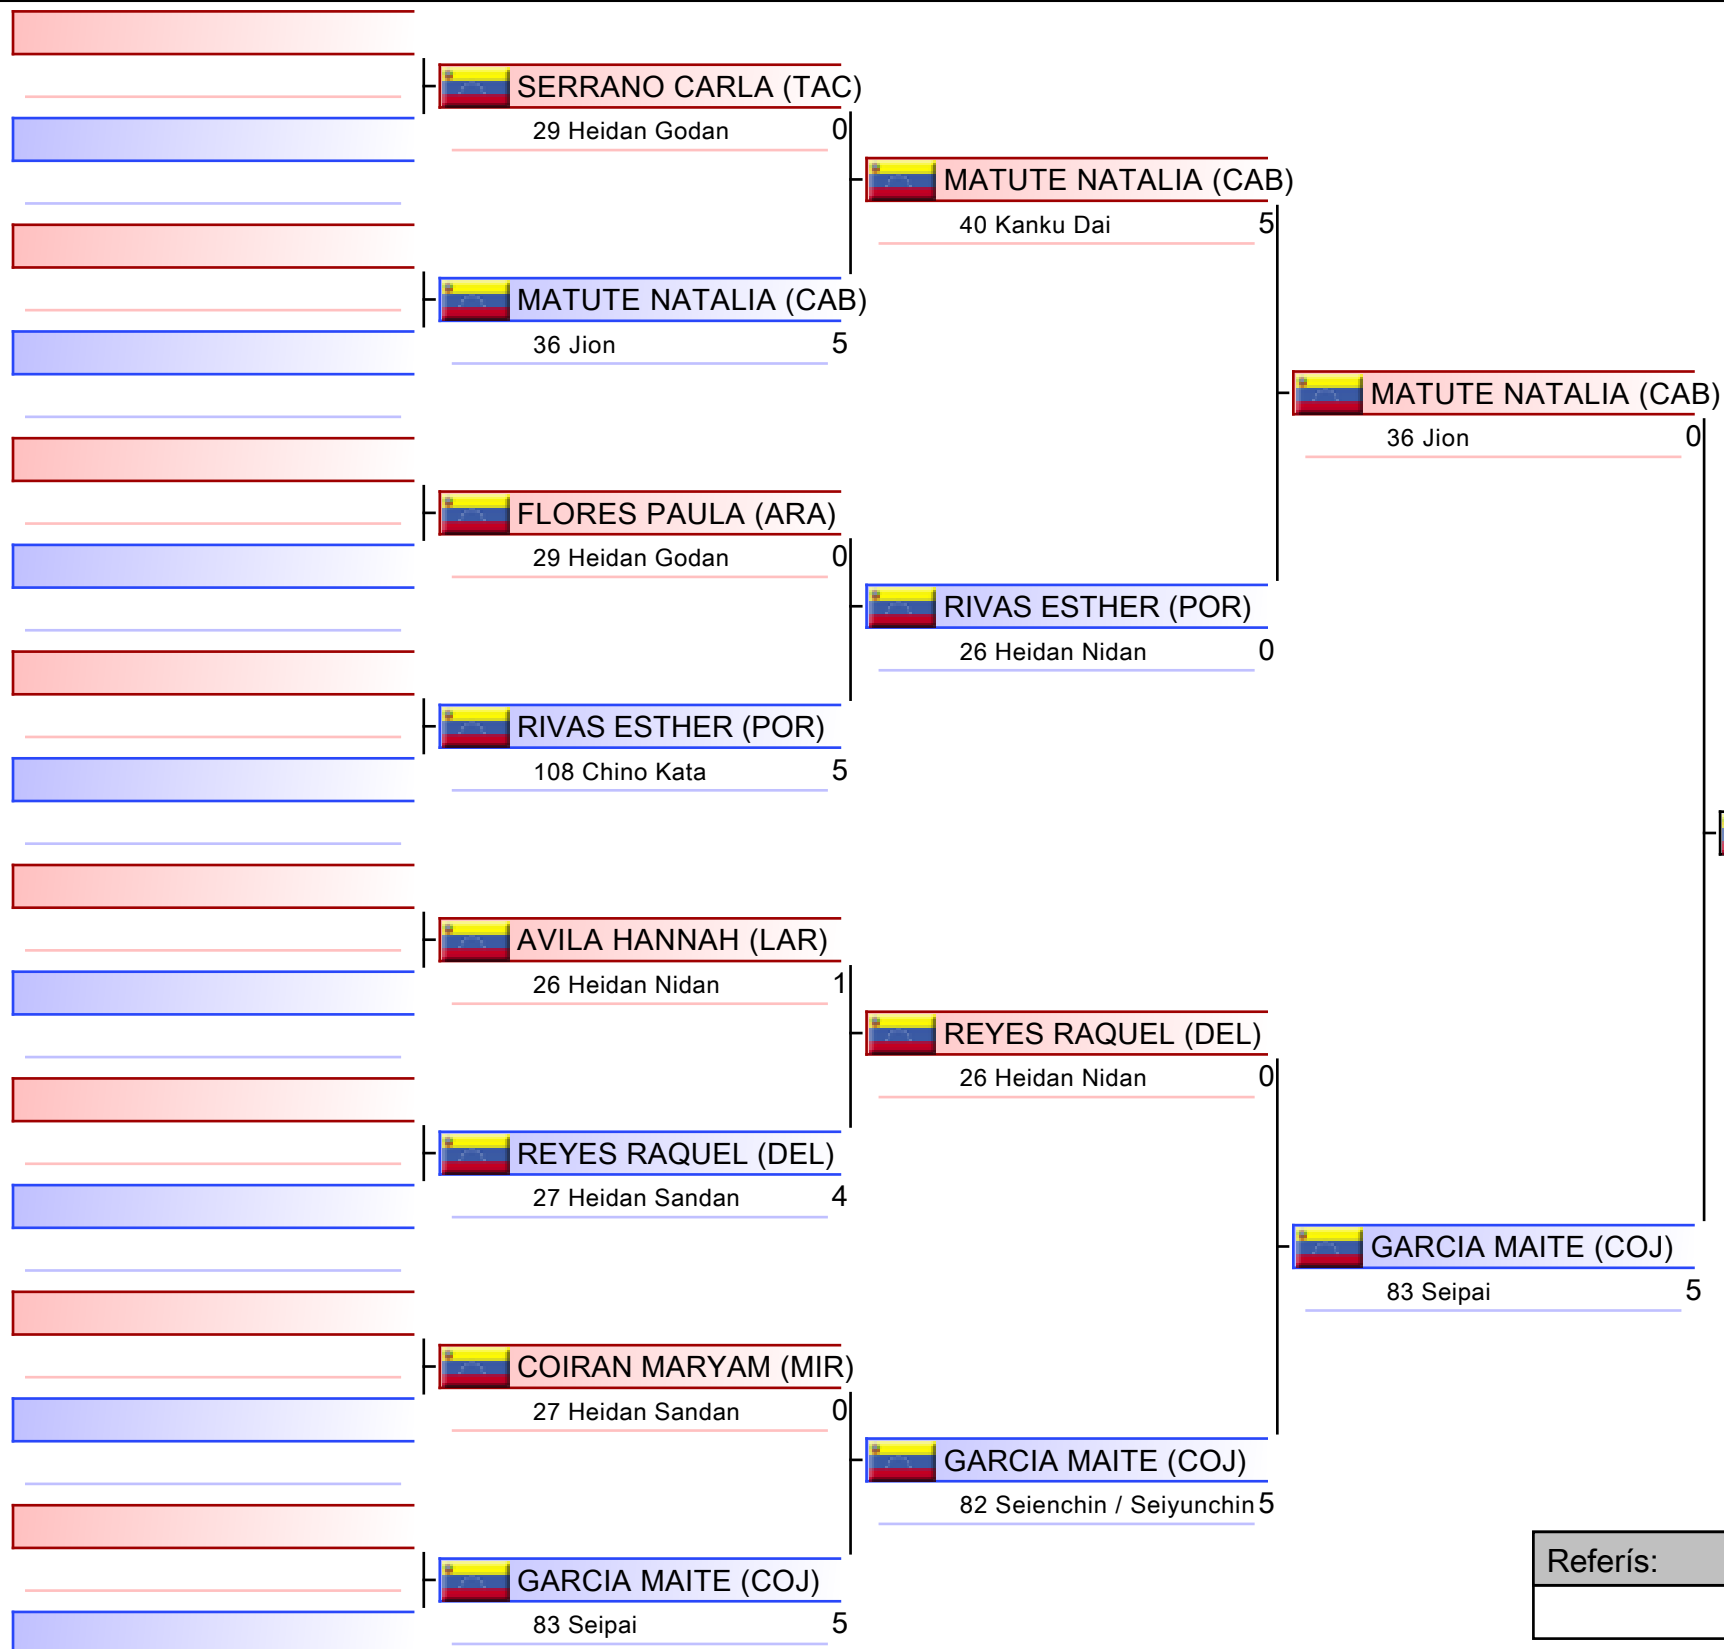 SERRANO CARLA (TAC)
29 Heidan Godan 0
MATUTE NATALIA (CAB)
36 Jion 5
FLORES PAULA (ARA)
29 Heidan Godan 0
RIVAS ESTHER (POR)
108 Chino Kata 5
AVILA HANNAH (LAR)
26 Heidan Nidan 1
REYES RAQUEL (DEL)
27 Heidan Sandan 4
COIRAN MARYAM (MIR)
27 Heidan Sandan 0
GARCIA MAITE (COJ)
83 Seipai 5
MATUTE NATALIA (CAB)
40 Kanku Dai 5
RIVAS ESTHER (POR)
26 Heidan Nidan 0
REYES RAQUEL (DEL)
26 Heidan Nidan 0
GARCIA MAITE (COJ)
82 Seienchin / Seiyunchin 5
MATUTE NATALIA (CAB)
36 Jion 0
GARCIA MAITE (COJ)
83 Seipai 5
Referís: